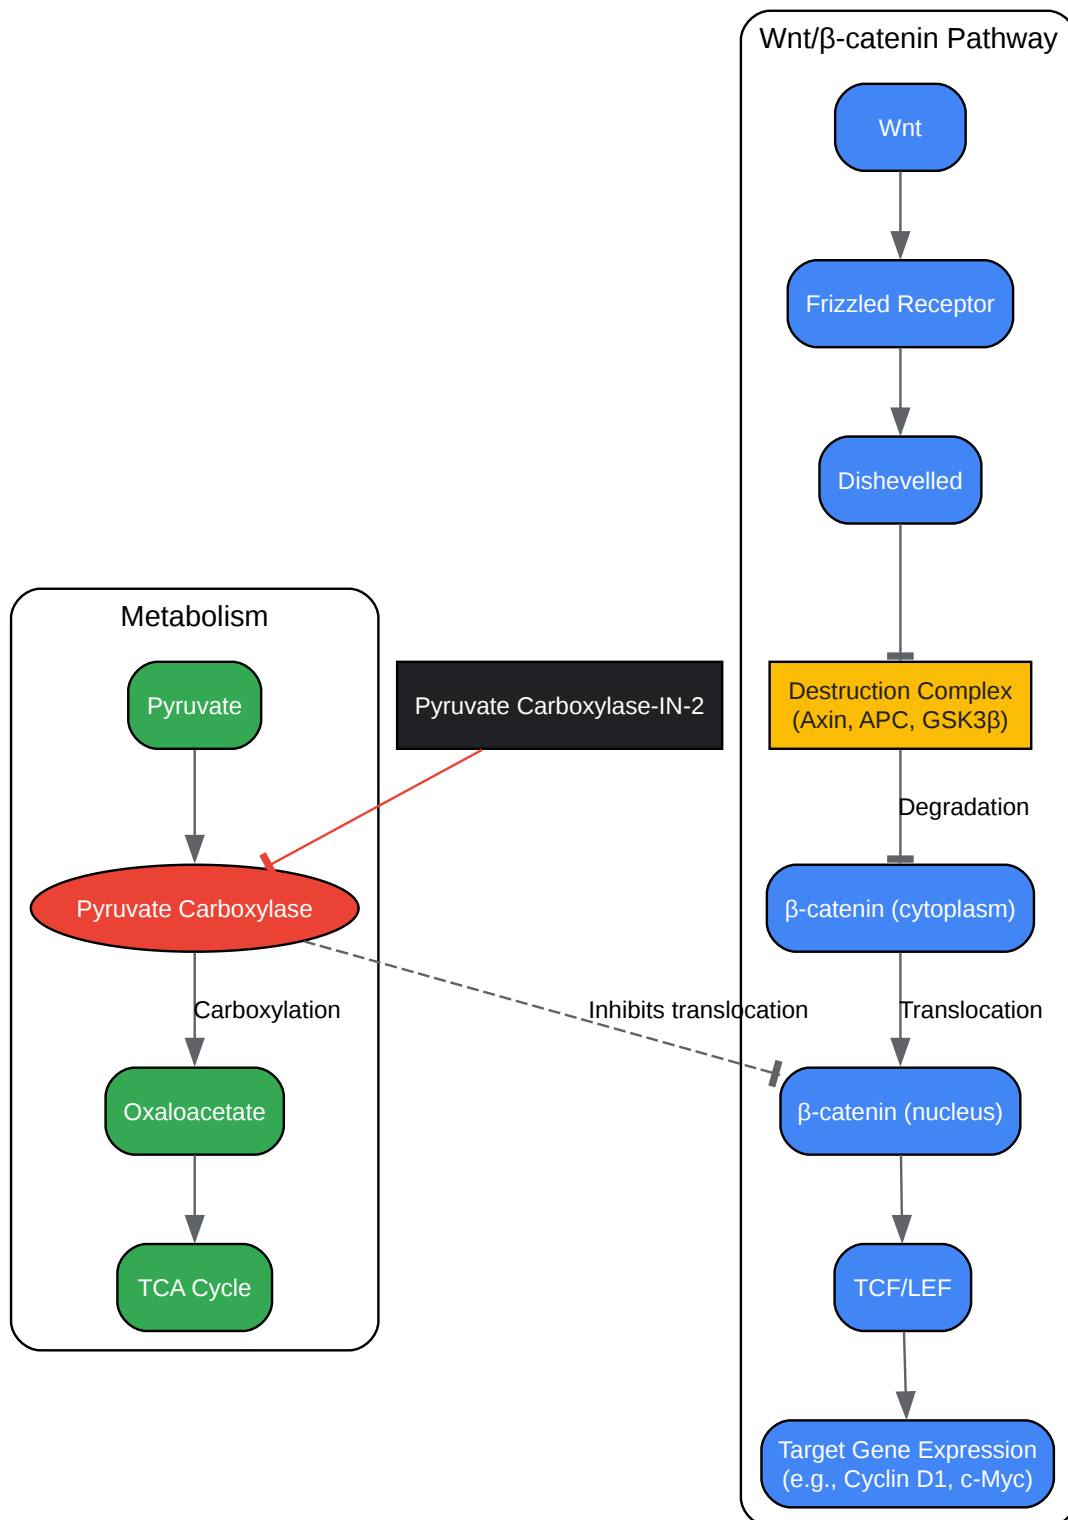 Wnt/β-catenin Pathway
Wnt
Frizzled Receptor
Dishevelled
Metabolism
Pyruvate
Pyruvate Carboxylase-IN-2
Destruction Complex
(Axin, APC, GSK3β)
Degradation
Pyruvate Carboxylase
β-catenin (cytoplasm)
Carboxylation
Inhibits translocation
Translocation
Oxaloacetate
β-catenin (nucleus)
TCA Cycle
TCF/LEF
Target Gene Expression
(e.g., Cyclin D1, c-Myc)